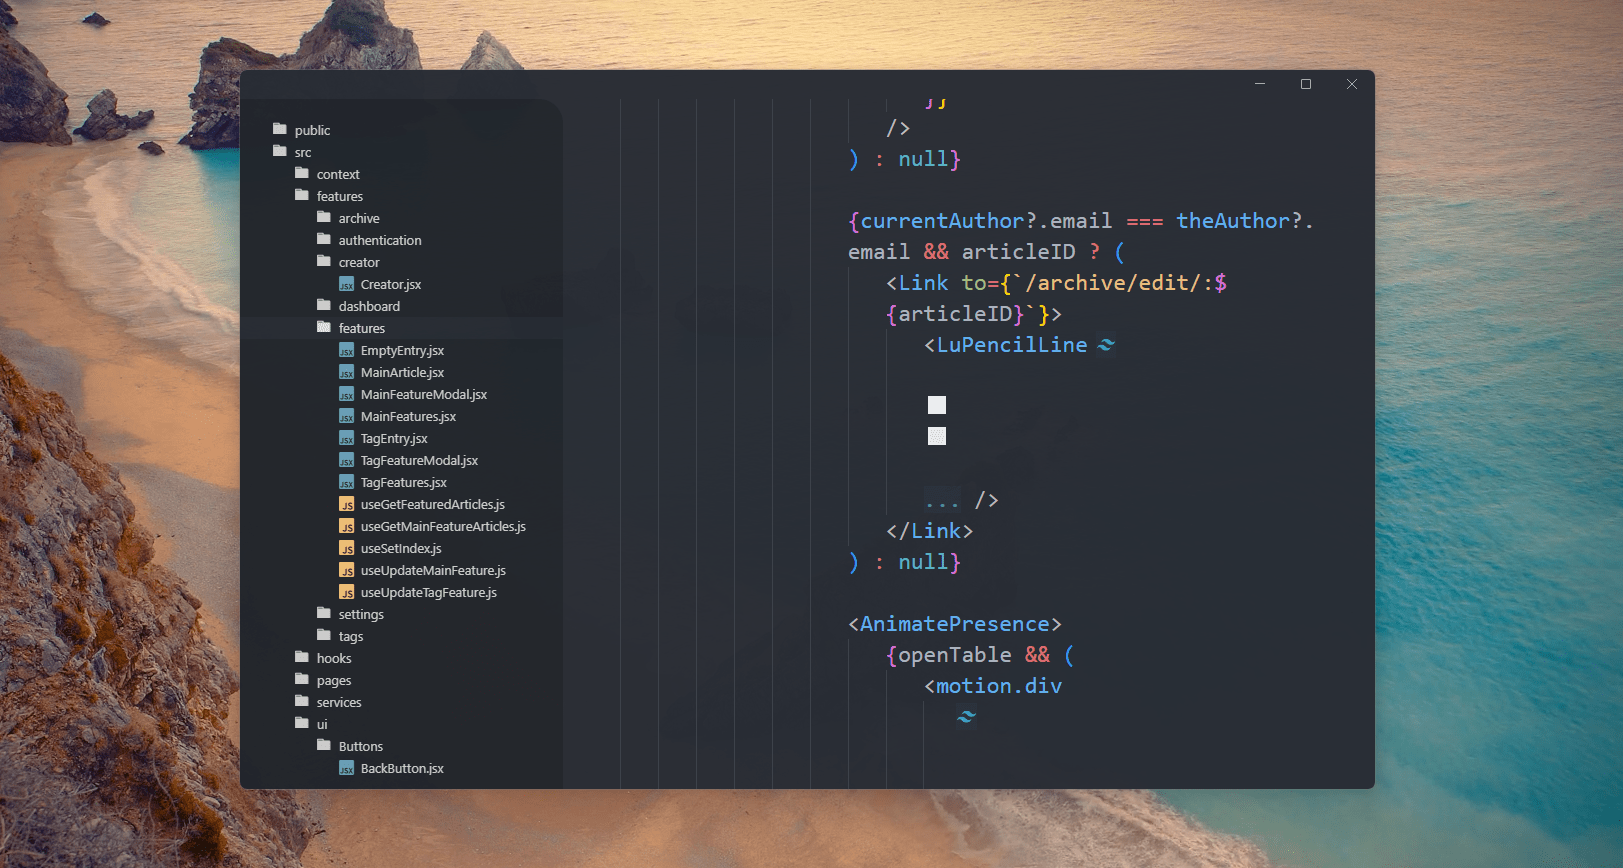 public
src
context
features
archive
authentication
creator
JSX Creator.jsx
dashboard
features
JSX EmptyEntry.jsx
JSX MainArticle.jsx
JSX MainFeatureModal.jsx
JSX MainFeatures.jsx
JSX TagEntry.jsx
JSX TagFeatureModal.jsx
JSX TagFeatures.jsx
JS useGetFeaturedArticles.js
JS useGetMainFeatureArticles.js
JS useSetIndex.js
JS useUpdateMainFeature.js
JS useUpdateTagFeature.js
settings
tags
hooks
pages
services
ui
Buttons
JSX BackButton.jsx
}}
/>
) : null}
{currentAuthor?.email === theAuthor?.
email && articleID ? (
<Link to={`/archive/edit/:$
{articleID}`}>
<LuPencilLine
... />
</Link>
) : null}
<AnimatePresence>
{openTable && (
<motion.div